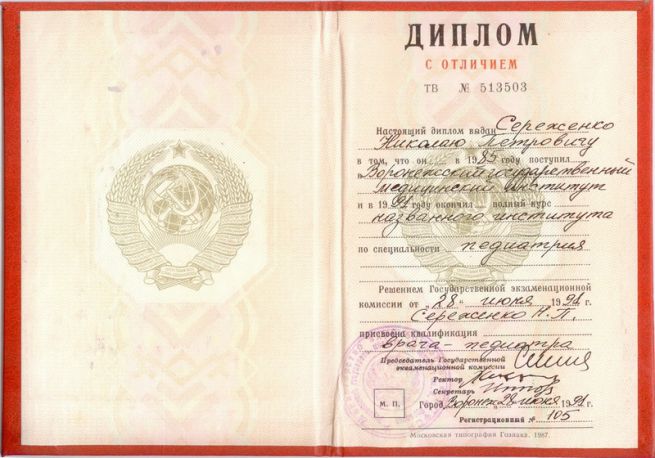 ДИПЛОМ
С ОТЛИЧИЕМ
ТВ № 513503
Настоящий диплом выдан Сереженко
Николаю Петровичу
в том, что он в 1985 году поступил
в Воронежский государственный
медицинский институт
и в 1991 году окончил полный курс
названного института
по специальности педиатрия
Решением Государственной экзаменационной
комиссии от "28" июня 1991 г.
Сереженко Н.П.
присвоена квалификация
врача-педиатра
Председатель Государственной
экзаменационной комиссии
Ректор
Секретарь
М. П.
Город Воронеж 28 июня 1991 г.
Регистрационный № 105
Московская типография Гознака. 1987.